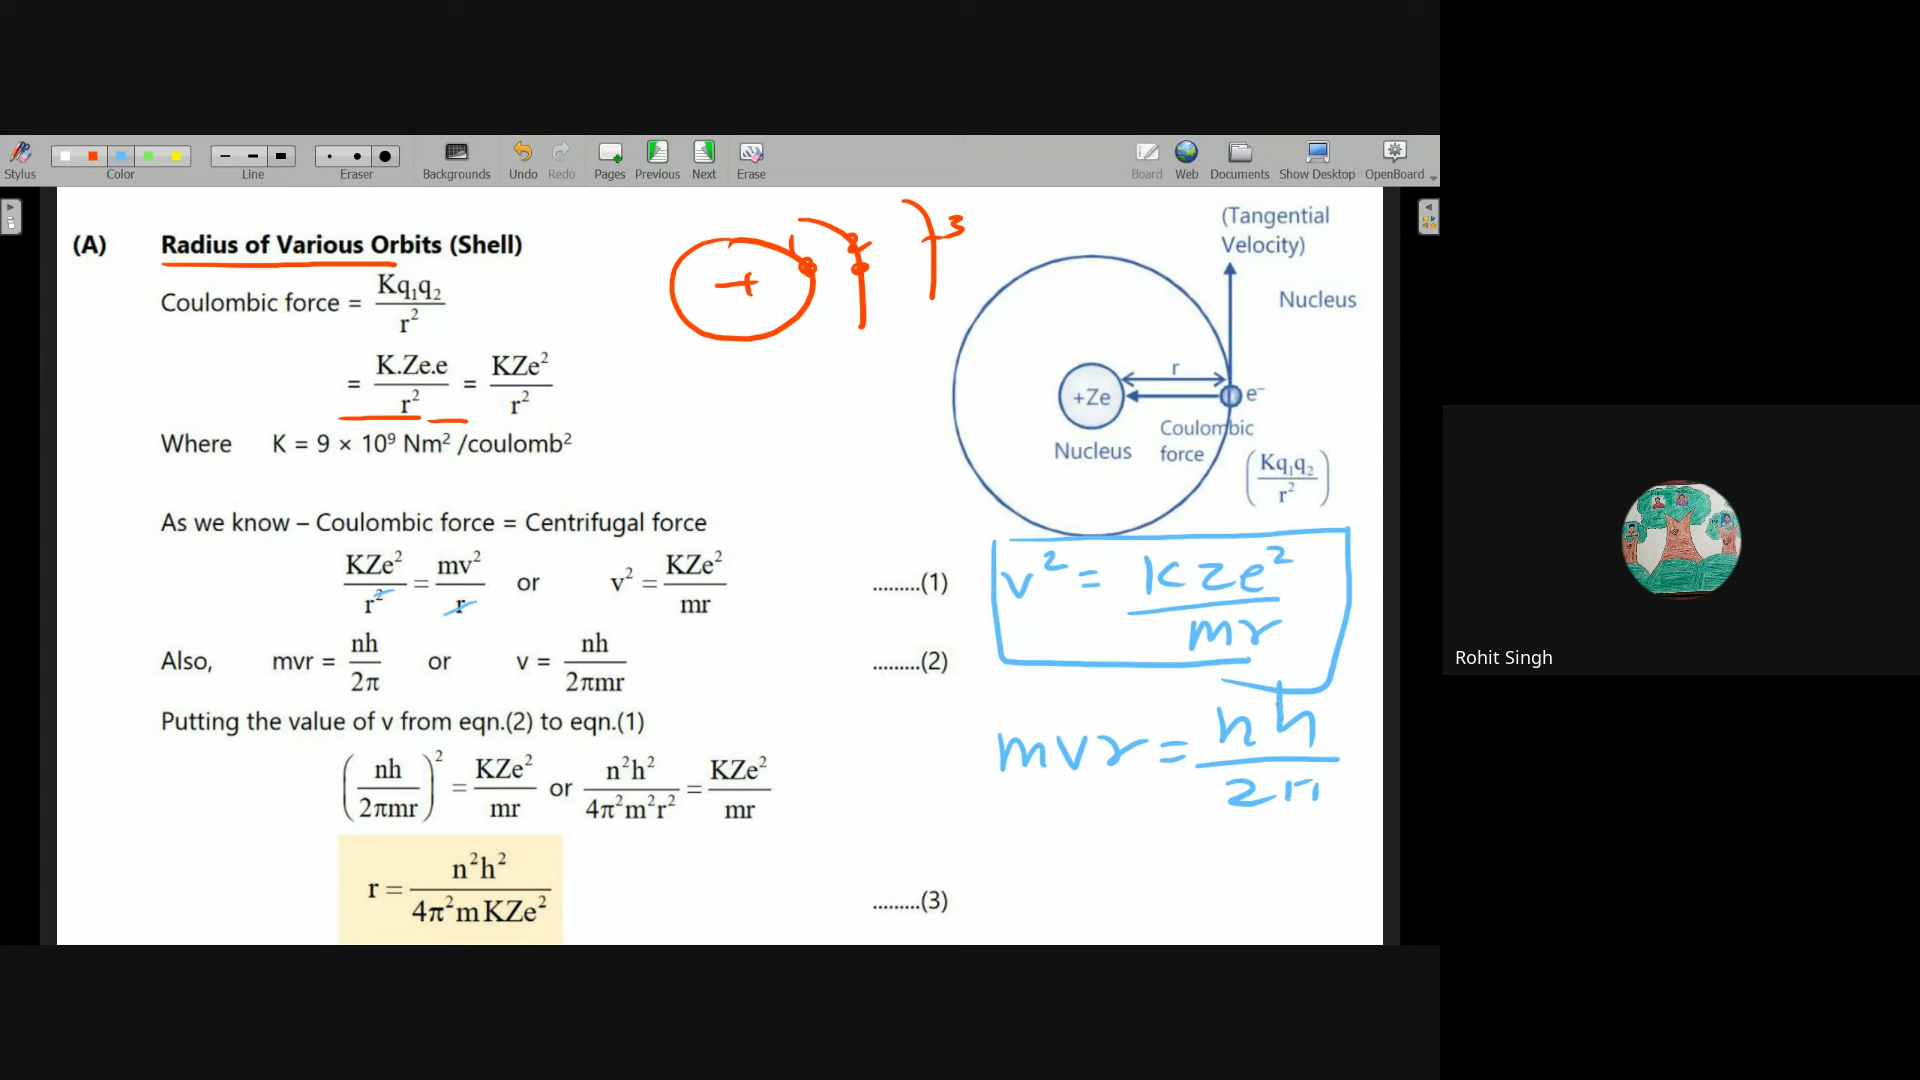 Stylus Color Line Eraser Backgrounds Undo Redo Pages Previous Next Erase Board Web Documents Show Desktop OpenBoard
(A) Radius of Various Orbits (Shell)
Coulombic force = Kq₁q₂ / r²
= K.Ze.e / r² = KZe² / r²
Where K = 9 × 10⁹ Nm² /coulomb²
As we know – Coulombic force = Centrifugal force
KZe² / r² = mv² / r or v² = KZe² / mr ………(1)
Also, mvr = nh / 2π or v = nh / 2πmr ………(2)
Putting the value of v from eqn.(2) to eqn.(1)
(nh / 2πmr)² = KZe² / mr or n²h² / 4π²m²r² = KZe² / mr
r = n²h² / 4π²mKZe² ………(3)
+
3
(Tangential
Velocity)
Nucleus
r
+Ze
e⁻
Coulombic
force
Nucleus
(Kq₁q₂ / r²)
v² = KZe² / mr
mvr = nh / 2π
Rohit Singh